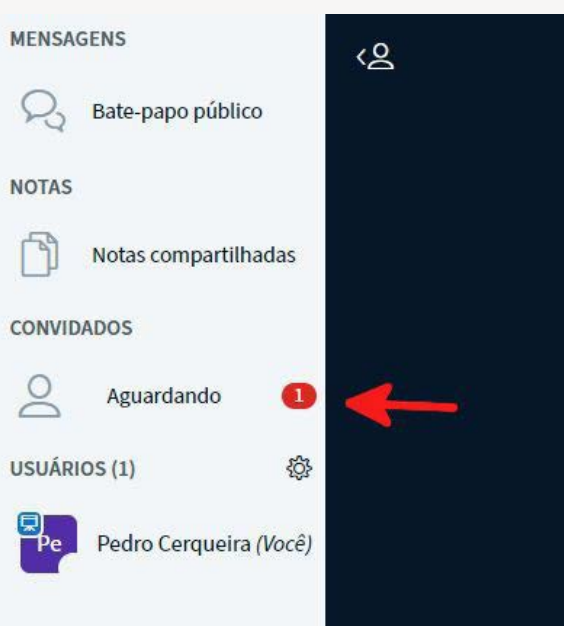 MENSAGENS
Bate-papo público
NOTAS
Notas compartilhadas
CONVIDADOS
Aguardando 1
USUÁRIOS (1)
Pe Pedro Cerqueira (Você)